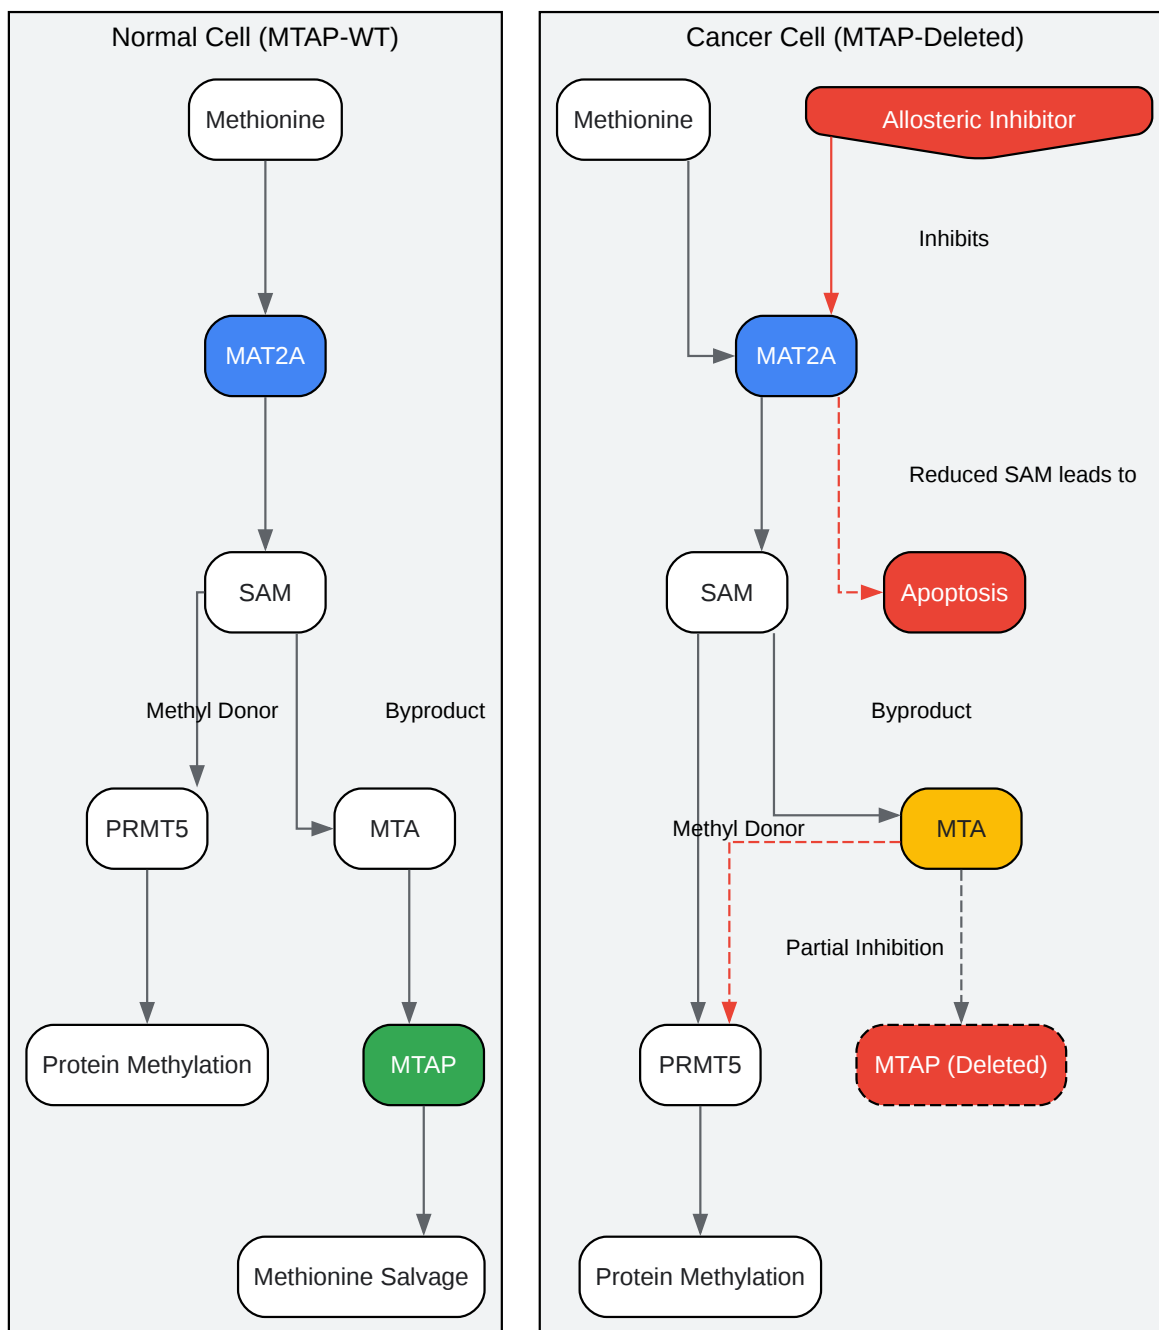 Normal Cell (MTAP-WT)
Methionine
MAT2A
SAM
Methyl Donor
Byproduct
PRMT5
MTA
Protein Methylation
MTAP
Methionine Salvage
Cancer Cell (MTAP-Deleted)
Methionine
Allosteric Inhibitor
Inhibits
MAT2A
Reduced SAM leads to
SAM
Apoptosis
Byproduct
Methyl Donor
MTA
Partial Inhibition
PRMT5
MTAP (Deleted)
Protein Methylation